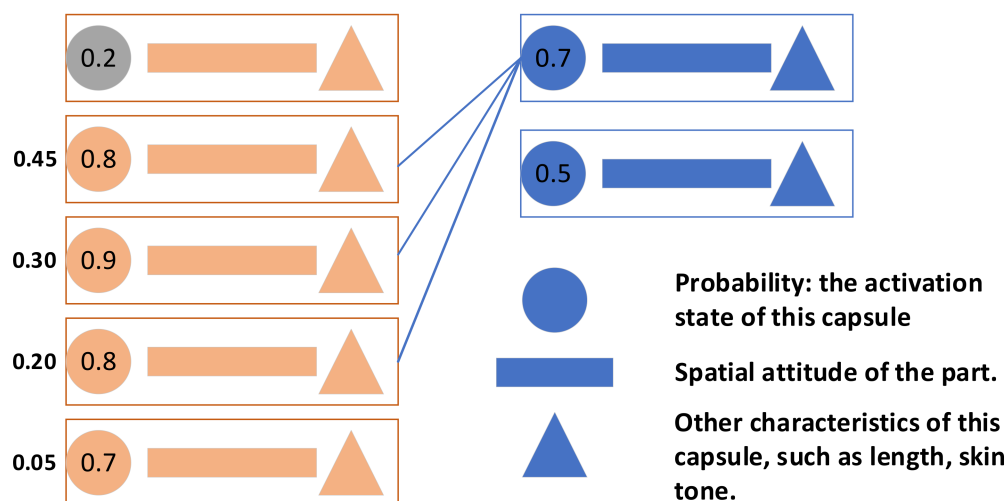 0.2
0.45 0.8
0.30 0.9
0.20 0.8
0.05 0.7
0.7
0.5
Probability: the activation
state of this capsule
Spatial attitude of the part.
Other characteristics of this
capsule, such as length, skin
tone.